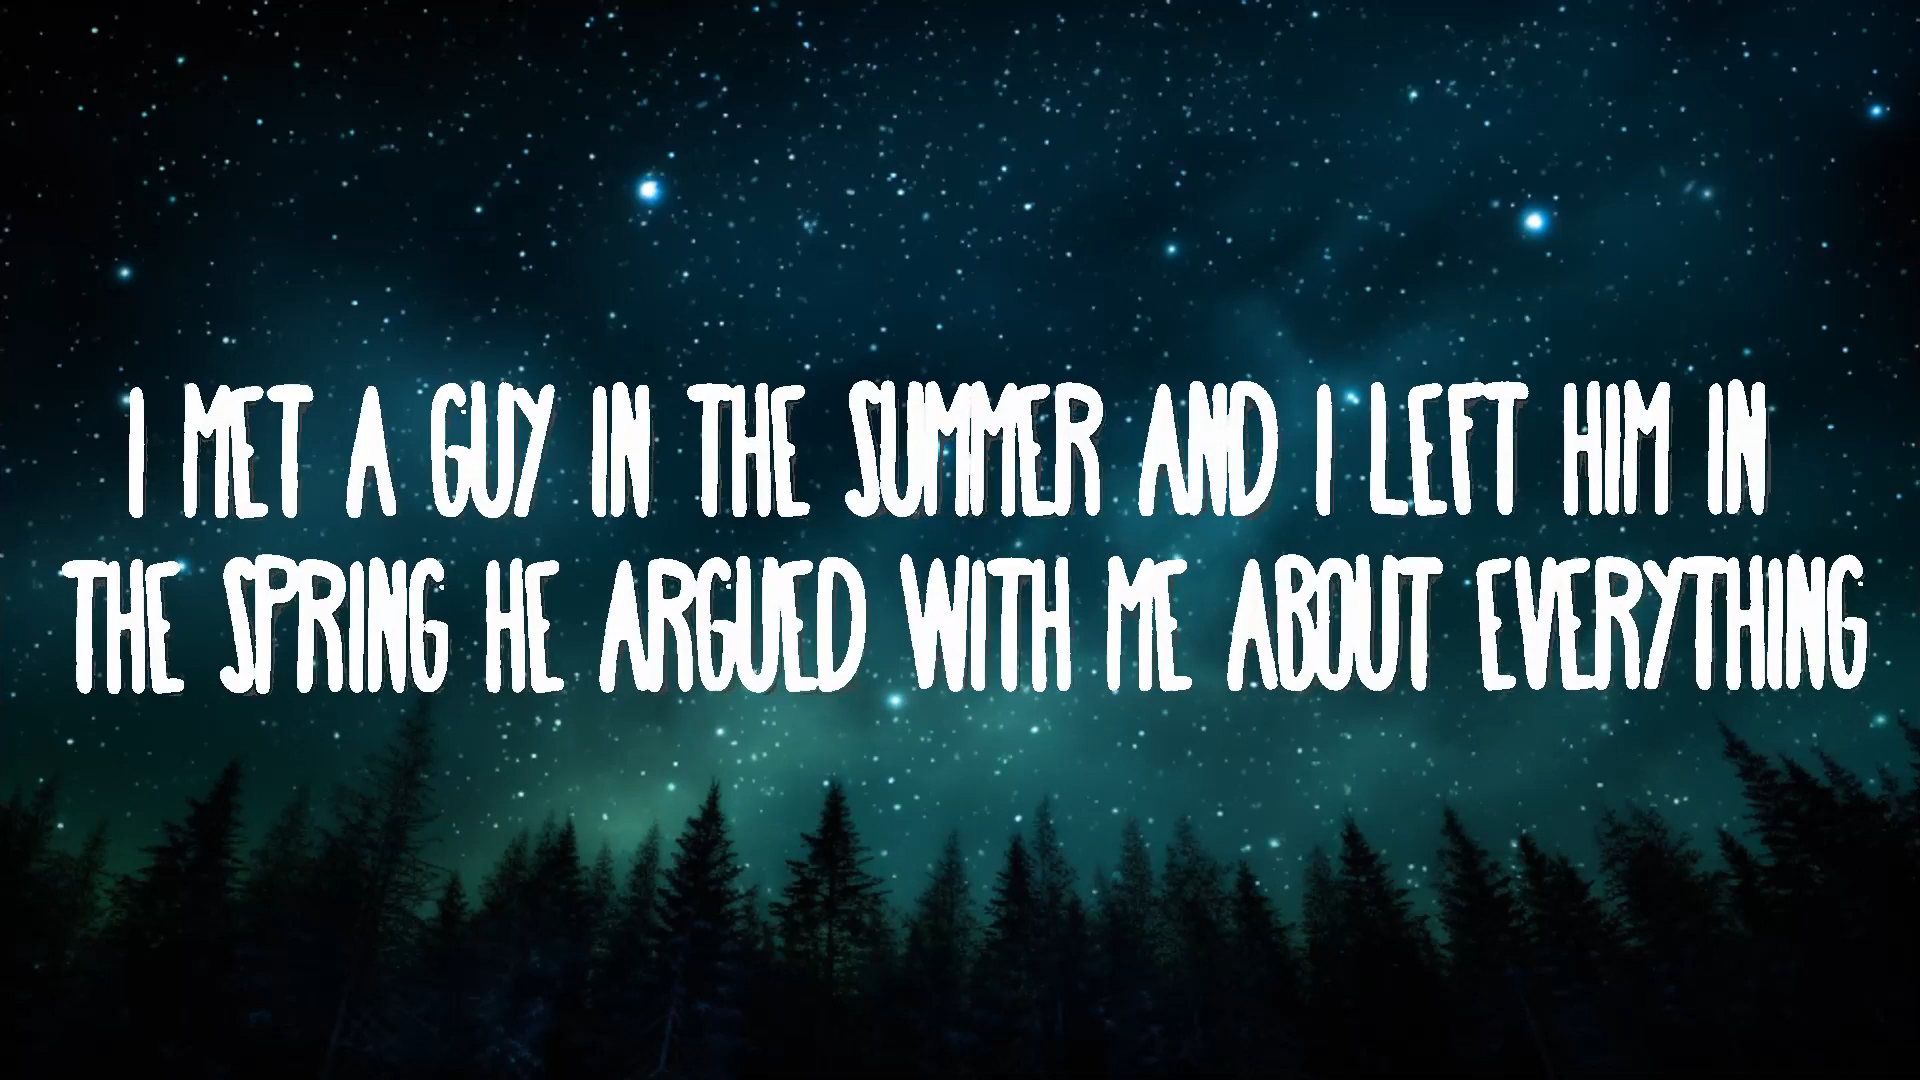 I MET A GUY IN THE SUMMER AND I LEFT HIM IN
THE SPRING HE ARGUED WITH ME ABOUT EVERYTHING